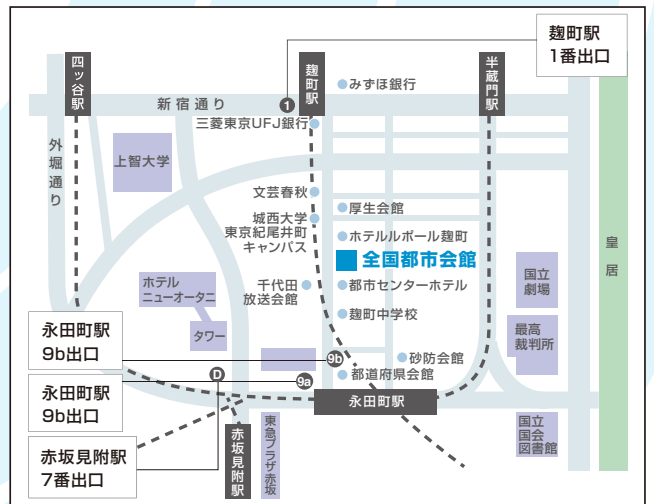 麹町駅
1番出口
四ッ谷駅
麹町駅
半蔵門駅
みずほ銀行
新宿通り
1
三菱東京UFJ銀行
外堀通り
上智大学
文芸春秋
厚生会館
城西大学
東京紀尾井町
キャンパス
ホテルルポール麹町
皇居
全国都市会館
国立
劇場
ホテル
ニューオータニ
千代田
放送会館
都市センターホテル
永田町駅
9b出口
タワー
麹町中学校
最高
裁判所
9b
砂防会館
永田町駅
9b出口
D
9a
都道府県会館
永田町駅
赤坂見附駅
7番出口
赤坂見附駅
東急プラザ赤坂
国立
国会
図書館